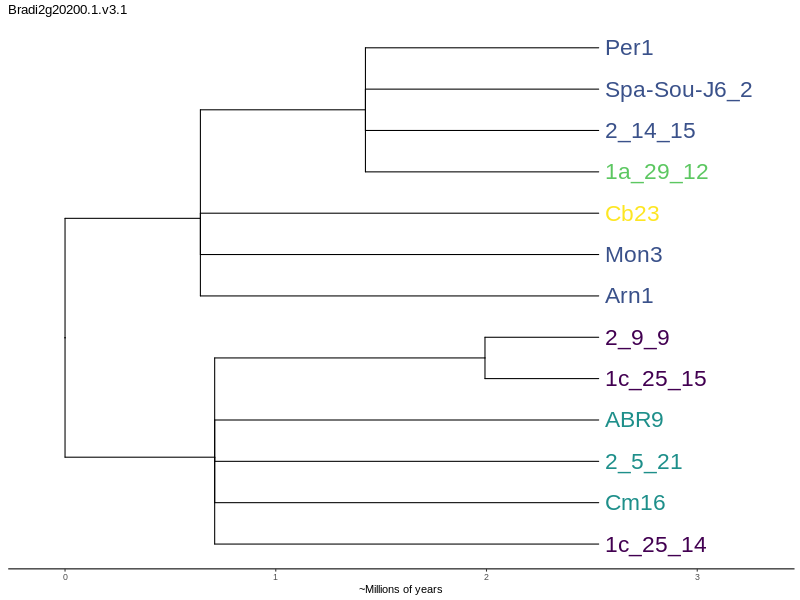 Bradi2g20200.1.v3.1
Per1
Spa-Sou-J6_2
2_14_15
1a_29_12
Cb23
Mon3
Arn1
2_9_9
1c_25_15
ABR9
2_5_21
Cm16
1c_25_14
0 1 2 3
~Millions of years